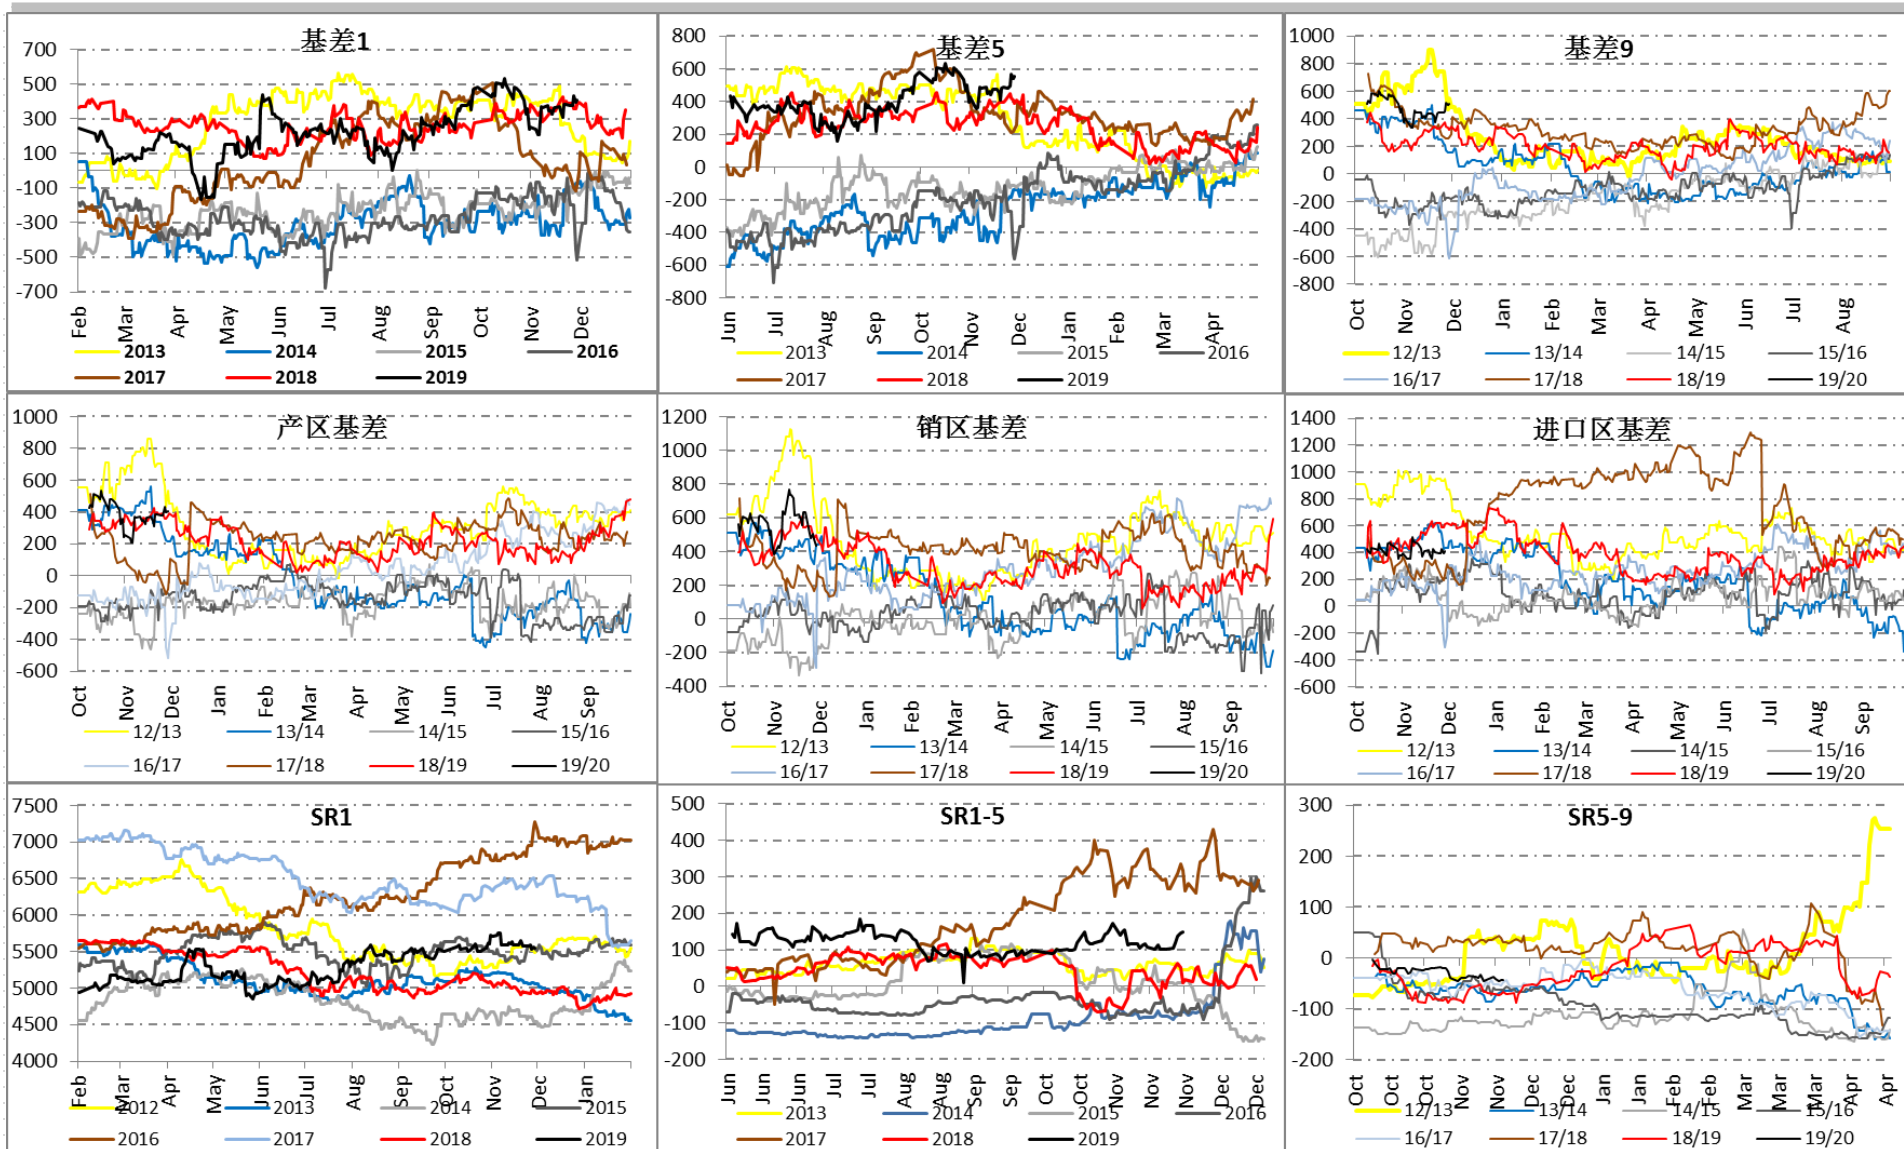 基差1
700
500
300
100
-100
-300
-500
-700
Feb Mar Apr May Jun Jul Aug Sep Oct Nov Dec
2013 2014 2015 2016
2017 2018 2019
基差5
800
600
400
200
0
-200
-400
-600
-800
Jun Jul Aug Sep Oct Nov Dec Jan Feb Mar Apr
2013 2014 2015 2016
2017 2018 2019
基差9
1000
800
600
400
200
0
-200
-400
-600
-800
Oct Nov Dec Jan Feb Mar Apr May Jun Jul Aug
12/13 13/14 14/15 15/16
16/17 17/18 18/19 19/20
产区基差
1000
800
600
400
200
0
-200
-400
-600
Oct Nov Dec Jan Feb Mar Apr May Jun Jul Aug Sep
12/13 13/14 14/15 15/16
16/17 17/18 18/19 19/20
销区基差
1200
1000
800
600
400
200
0
-200
-400
Oct Nov Dec Jan Feb Mar Apr May Jun Jul Aug Sep
12/13 13/14 14/15 15/16
16/17 17/18 18/19 19/20
进口区基差
1400
1200
1000
800
600
400
200
0
-200
-400
-600
Oct Nov Dec Jan Feb Mar Apr May Jun Jul Aug Sep
12/13 13/14 14/15 15/16
16/17 17/18 18/19 19/20
SR1
7500
7000
6500
6000
5500
5000
4500
4000
Feb Mar Apr May Jun Jul Aug Sep Oct Nov Dec Jan
2012 2013 2014 2015
2016 2017 2018 2019
SR1-5
500
400
300
200
100
0
-100
-200
Jun Jun Jun Jul Jul Aug Aug Sep Sep Oct Oct Nov Nov Dec Dec
2013 2014 2015 2016
2017 2018 2019
SR5-9
300
200
100
0
-100
-200
Oct Oct Oct Nov Nov Dec Dec Jan Jan Feb Feb Mar Mar Apr Apr
12/13 13/14 14/15 15/16
16/17 17/18 18/19 19/20